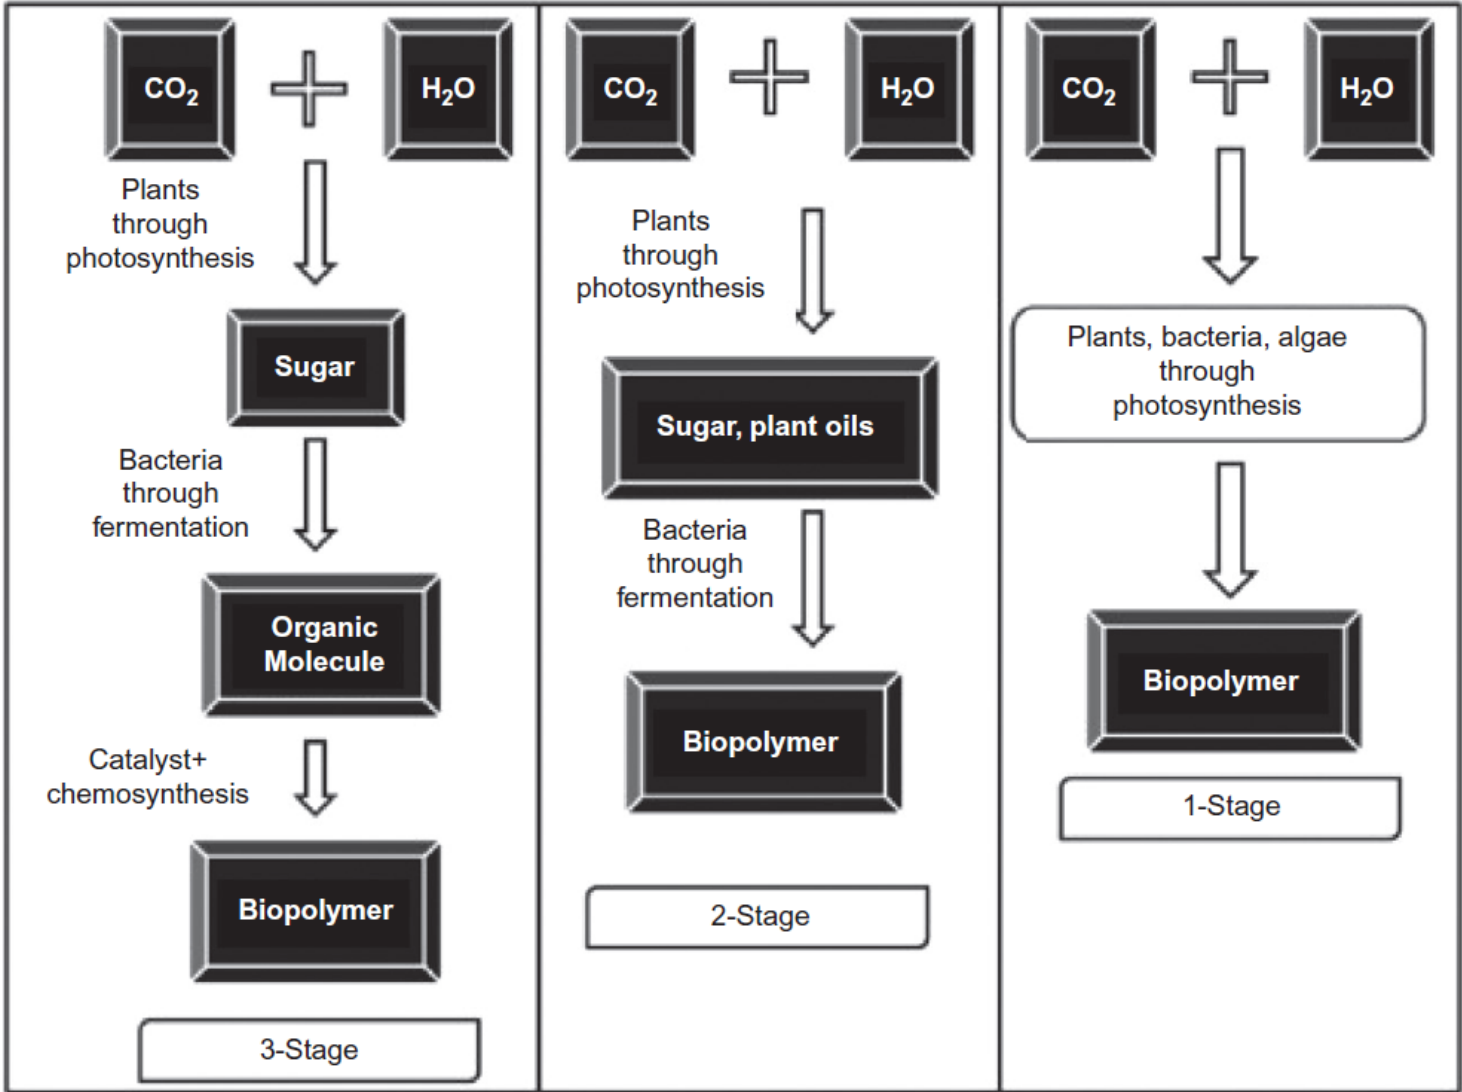 CO₂
H₂O
Plants
through
photosynthesis
Sugar
Bacteria
through
fermentation
Organic
Molecule
Catalyst+
chemosynthesis
Biopolymer
3-Stage
CO₂
H₂O
Plants
through
photosynthesis
Sugar, plant oils
Bacteria
through
fermentation
Biopolymer
2-Stage
CO₂
H₂O
Plants, bacteria, algae
through
photosynthesis
Biopolymer
1-Stage